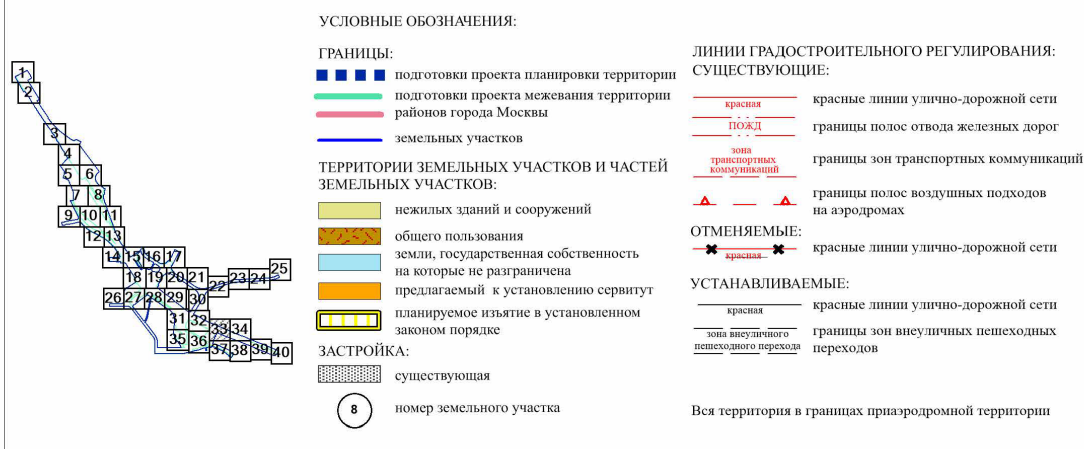 1
2
3
4
5 6
7 8
9 10 11
12 13
14 15 16 17
18 19 20 21 22 23 24 25
26 27 28 29 30
31 32 33 34
35 36 37 38 39 40
УСЛОВНЫЕ ОБОЗНАЧЕНИЯ:
ГРАНИЦЫ:
подготовки проекта планировки территории
подготовки проекта межевания территории
районов города Москвы
земельных участков
ТЕРРИТОРИИ ЗЕМЕЛЬНЫХ УЧАСТКОВ И ЧАСТЕЙ
ЗЕМЕЛЬНЫХ УЧАСТКОВ:
нежилых зданий и сооружений
общего пользования
земли, государственная собственность
на которые не разграничена
предлагаемый к установлению сервитут
планируемое изъятие в установленном
законом порядке
ЗАСТРОЙКА:
существующая
8 номер земельного участка
ЛИНИИ ГРАДОСТРОИТЕЛЬНОГО РЕГУЛИРОВАНИЯ:
СУЩЕСТВУЮЩИЕ:
красная
красные линии улично-дорожной сети
ПОЖД
границы полос отвода железных дорог
зона
транспортных
коммуникаций
границы зон транспортных коммуникаций
границы полос воздушных подходов
на аэродромах
ОТМЕНЯЕМЫЕ:
красная
красные линии улично-дорожной сети
УСТАНАВЛИВАЕМЫЕ:
красная
красные линии улично-дорожной сети
зона внеуличного
пешеходного перехода
границы зон внеуличных пешеходных
переходов
Вся территория в границах приаэродромной территории